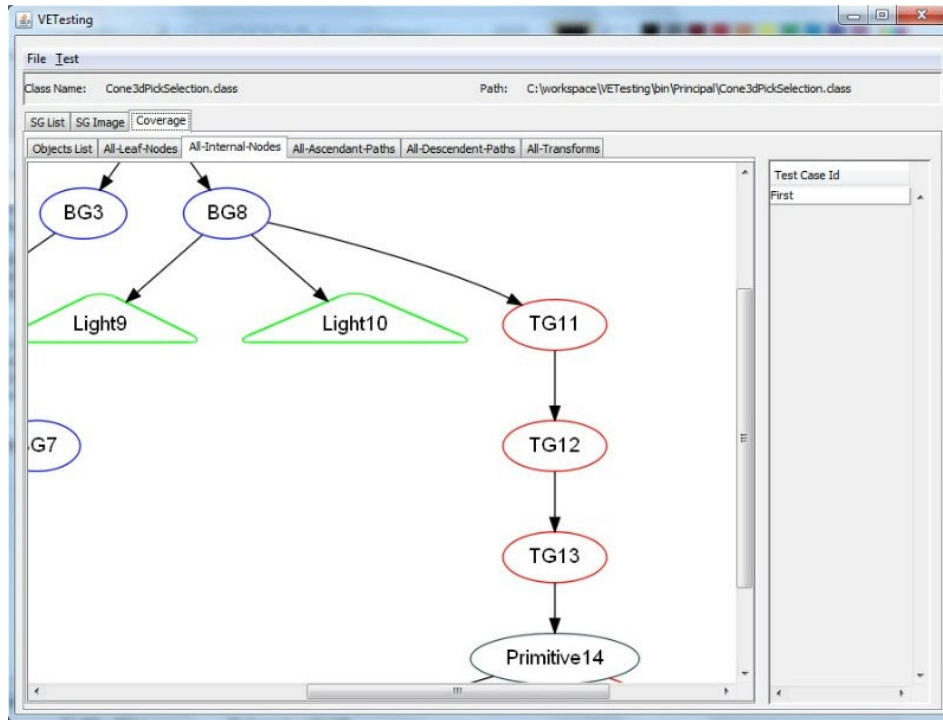 VETesting
File Test
Class Name: Cone3dPickSelection.class Path: C:\workspace\VETesting\bin\Principal\Cone3dPickSelection.class
SG List SG Image Coverage
Objects List All-Leaf-Nodes All-Internal-Nodes All-Ascendant-Paths All-Descendent-Paths All-Transforms
Test Case Id
First
BG3 BG8
Light9 Light10 TG11
G7 TG12
TG13
Primitive14